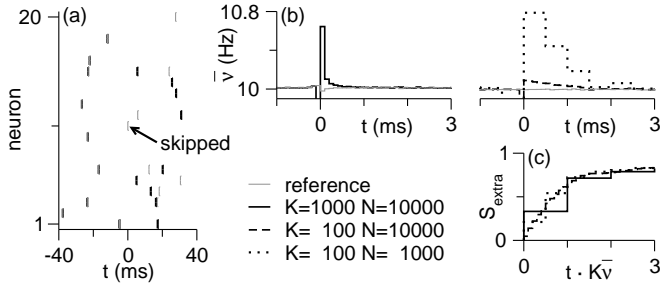 (a)
20
neuron
1
skipped
-40 0 40
t (ms)
(b)
10.8
ν̅ (Hz)
10
0 3
t (ms)
0 3
t (ms)
reference
K=1000 N=10000
K= 100 N=10000
K= 100 N= 1000
(c)
1
S_extra
0
0 3
t · Kν̅